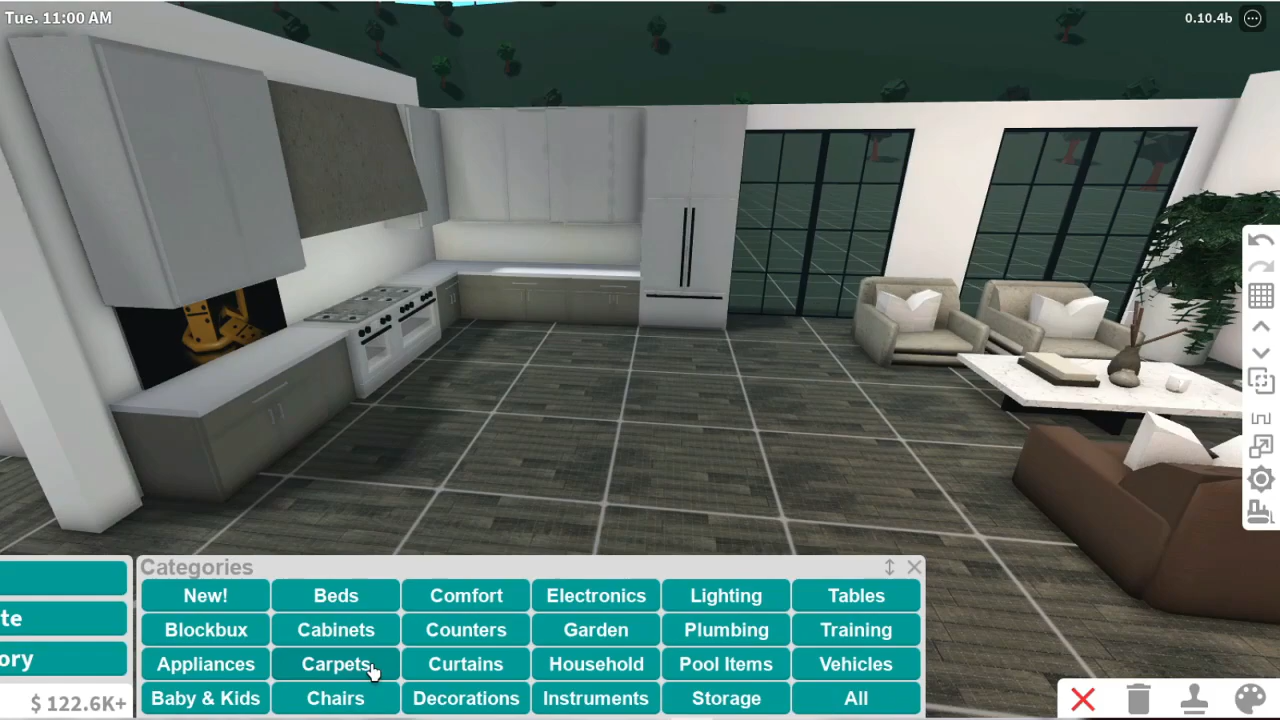 Tue. 11:00 AM
0.10.4b
Categories
New! Beds Comfort Electronics Lighting Tables
te Blockbux Cabinets Counters Garden Plumbing Training
ory Appliances Carpets Curtains Household Pool Items Vehicles
$ 122.6K+ Baby & Kids Chairs Decorations Instruments Storage All